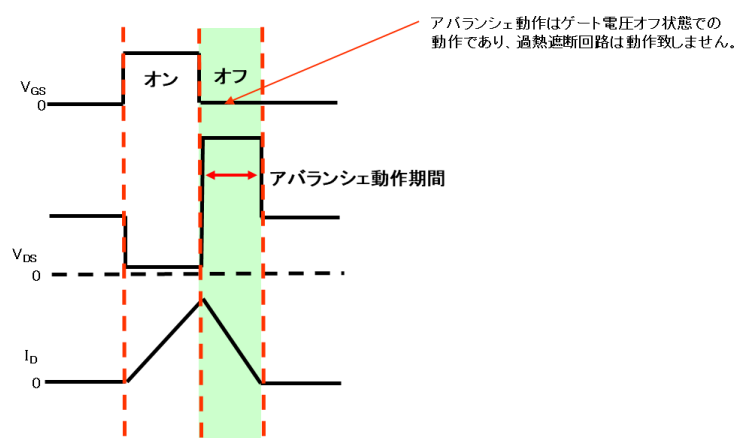 アバランシェ動作はゲート電圧オフ状態での
動作であり、過熱遮断回路は動作致しません。
オン
オフ
VGS
0
アバランシェ動作期間
VDS
0
ID
0